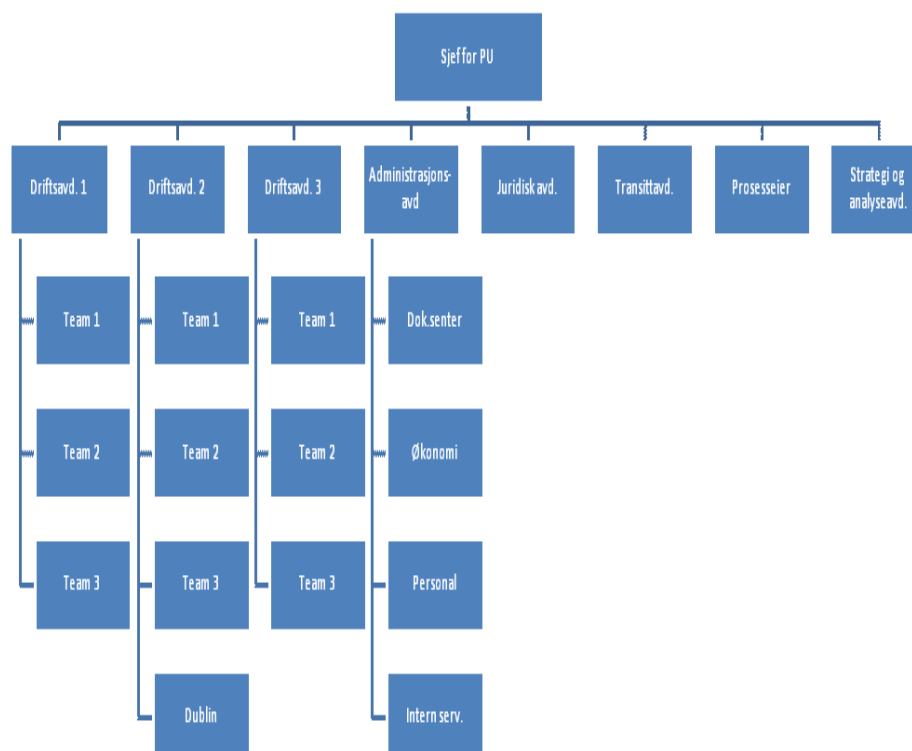 Sjef for PU
Driftsavd. 1
Driftsavd. 2
Driftsavd. 3
Administrasjons-
avd
Juridisk avd.
Transittavd.
Prosesseier
Strategi og
analyseavd.
Team 1
Team 1
Team 1
Dok.senter
Team 2
Team 2
Team 2
Økonomi
Team 3
Team 3
Team 3
Personal
Dublin
Intern serv.